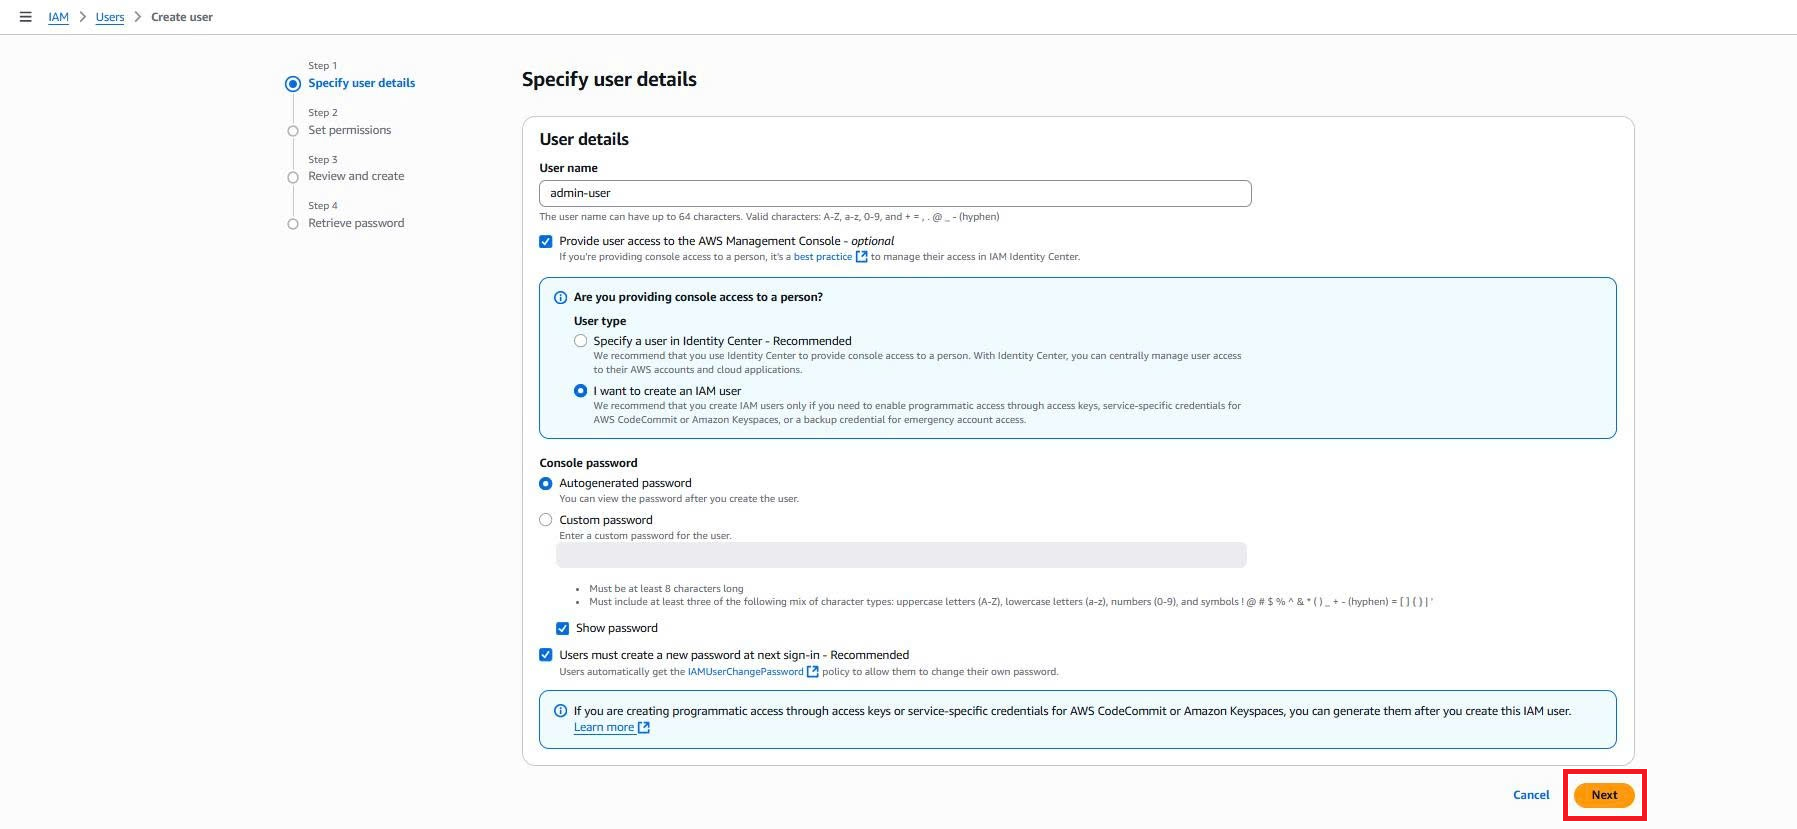 IAM > Users > Create user
Step 1
Specify user details
Step 2
Set permissions
Step 3
Review and create
Step 4
Retrieve password
Specify user details
User details
User name
admin-user
The user name can have up to 64 characters. Valid characters: A-Z, a-z, 0-9, and + = , . @ _ - (hyphen)
Provide user access to the AWS Management Console - optional
If you're providing console access to a person, it's a best practice to manage their access in IAM Identity Center.
Are you providing console access to a person?
User type
Specify a user in Identity Center - Recommended
We recommend that you use Identity Center to provide console access to a person. With Identity Center, you can centrally manage user access
to their AWS accounts and cloud applications.
I want to create an IAM user
We recommend that you create IAM users only if you need to enable programmatic access through access keys, service-specific credentials for
AWS CodeCommit or Amazon Keyspaces, or a backup credential for emergency account access.
Console password
Autogenerated password
You can view the password after you create the user.
Custom password
Enter a custom password for the user.
• Must be at least 8 characters long
• Must include at least three of the following mix of character types: uppercase letters (A-Z), lowercase letters (a-z), numbers (0-9), and symbols ! @ # $ % ^ & * ( ) _ + - (hyphen) = [ ] { } | '
Show password
Users must create a new password at next sign-in - Recommended
Users automatically get the IAMUserChangePassword policy to allow them to change their own password.
If you are creating programmatic access through access keys or service-specific credentials for AWS CodeCommit or Amazon Keyspaces, you can generate them after you create this IAM user.
Learn more
Cancel
Next